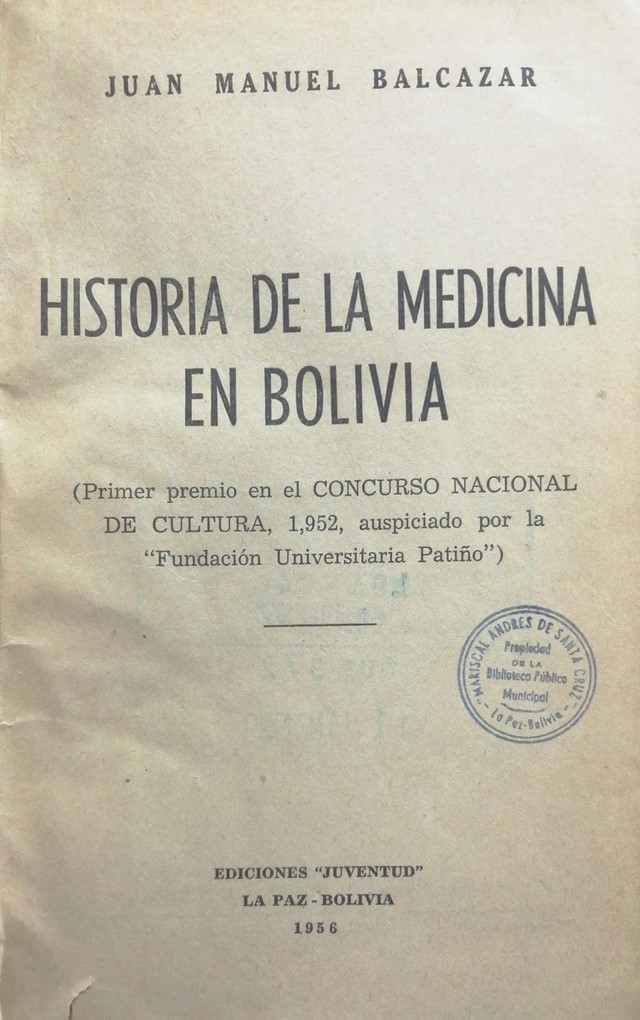 JUAN MANUEL BALCAZAR
HISTORIA DE LA MEDICINA
EN BOLIVIA
(Primer premio en el CONCURSO NACIONAL
DE CULTURA, 1,952, auspiciado por la
“Fundación Universitaria Patiño”)
“MARISCAL ANDRES DE SANTA CRUZ”
Propiedad
DE LA
Biblioteca Pública
Municipal
La Paz-Bolivia
EDICIONES “JUVENTUD”
LA PAZ - BOLIVIA
1956